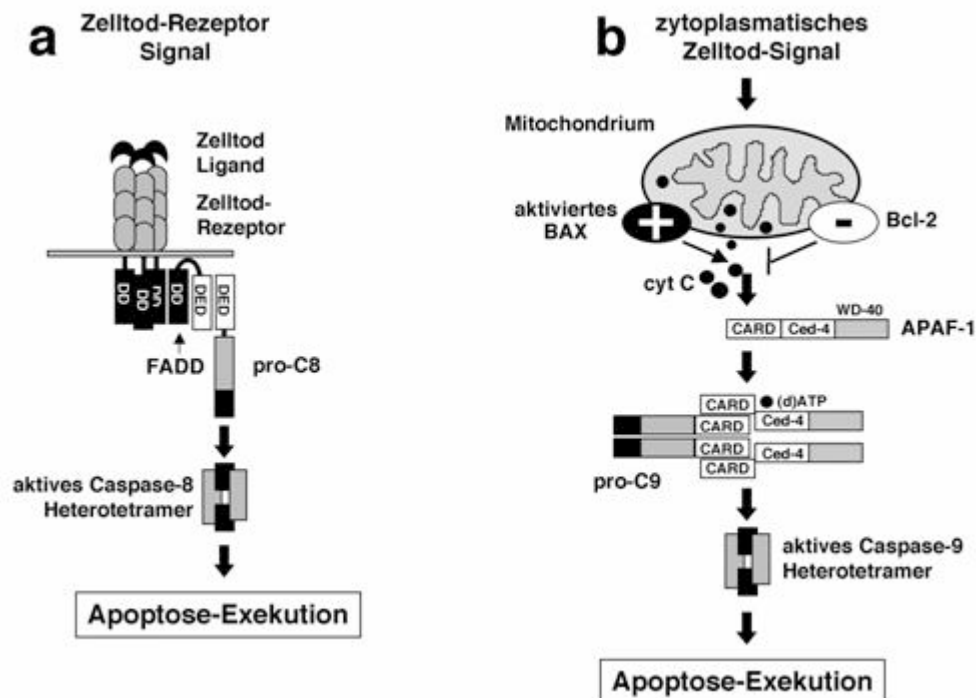 a
Zelltod-Rezeptor
Signal
Zelltod
Ligand
Zelltod-
Rezeptor
DD
DD
DD
DD
DED
DED
FADD
pro-C8
aktives Caspase-8
Heterotetramer
Apoptose-Exekution
b
zytoplasmatisches
Zelltod-Signal
Mitochondrium
aktiviertes
BAX
+
-
Bcl-2
cyt C
WD-40
CARD Ced-4
APAF-1
CARD
(d)ATP
Ced-4
CARD
CARD
Ced-4
CARD
pro-C9
aktives Caspase-9
Heterotetramer
Apoptose-Exekution